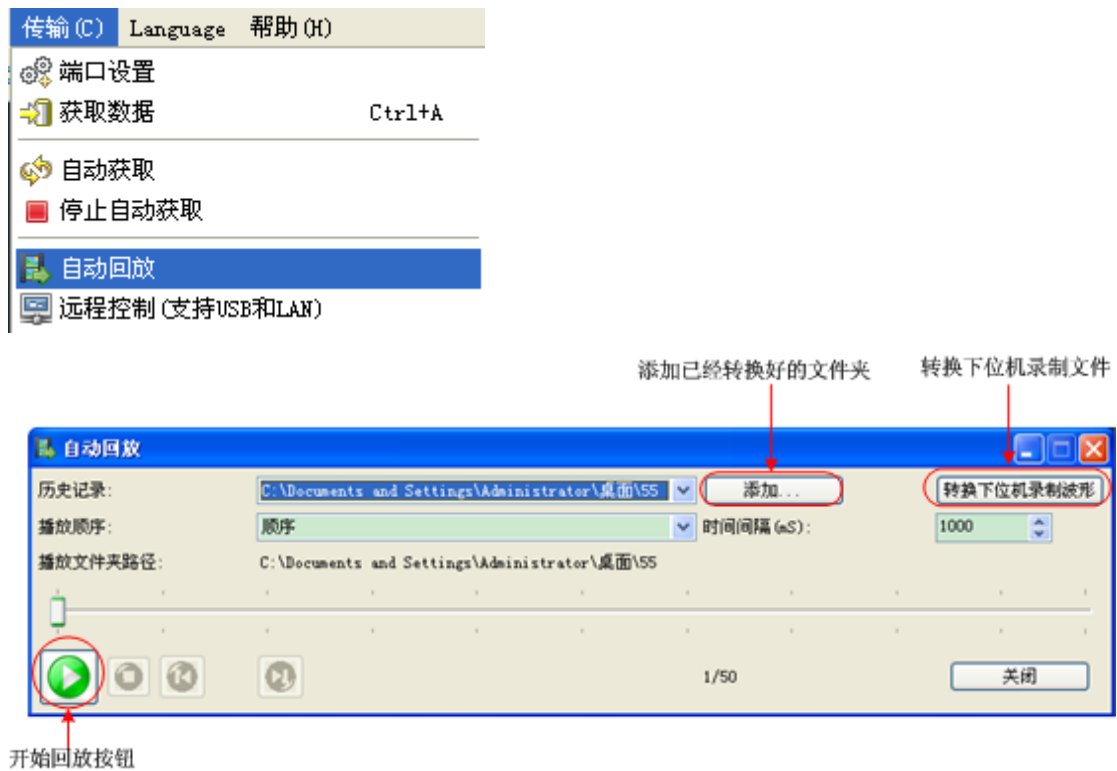 传输(C) Language 帮助(H)
端口设置
获取数据 Ctrl+A
自动获取
停止自动获取
自动回放
远程控制(支持USB和LAN)
添加已经转换好的文件夹 转换下位机录制文件
自动回放
历史记录: C:\Documents and Settings\Administrator\桌面\55 添加... 转换下位机录制波形
播放顺序: 顺序 时间间隔(mS): 1000
播放文件夹路径: C:\Documents and Settings\Administrator\桌面\55
1/50 关闭
开始回放按钮